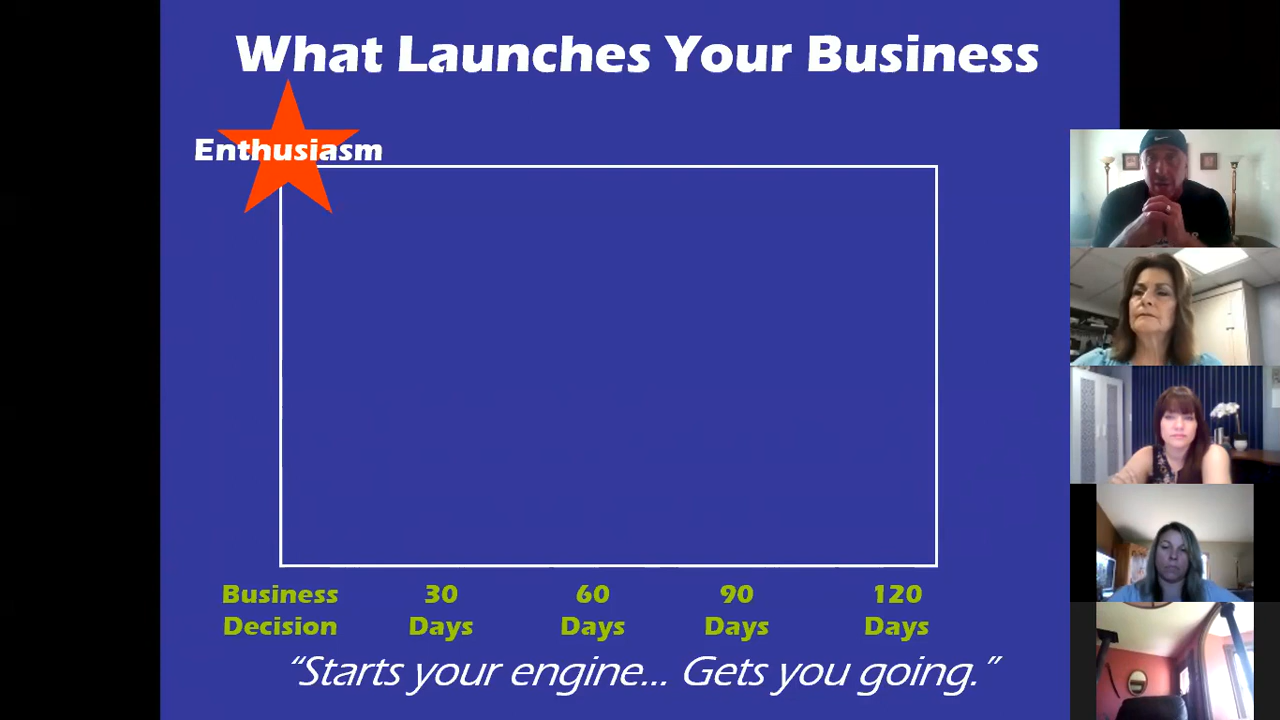 What Launches Your Business
Enthusiasm
Business Decision
30 Days
60 Days
90 Days
120 Days
“Starts your engine... Gets you going.”